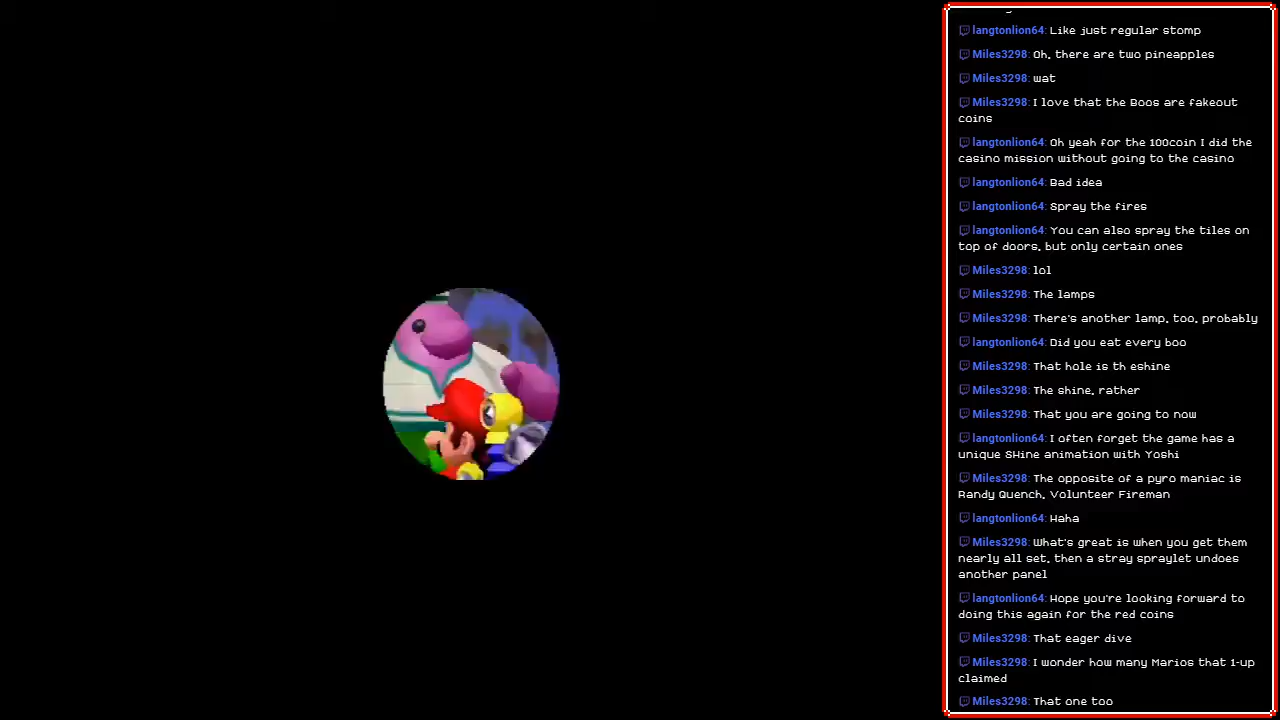 langtonlion64: Like just regular stomp
Miles3298: Oh, there are two pineapples
Miles3298: wat
Miles3298: I love that the Boos are fakeout
coins
langtonlion64: Oh yeah for the 100coin I did the
casino mission without going to the casino
langtonlion64: Bad idea
langtonlion64: Spray the fires
langtonlion64: You can also spray the tiles on
top of doors, but only certain ones
Miles3298: lol
Miles3298: The lamps
Miles3298: There's another lamp, too, probably
langtonlion64: Did you eat every boo
Miles3298: That hole is th eshine
Miles3298: The shine, rather
Miles3298: That you are going to now
langtonlion64: I often forget the game has a
unique SHine animation with Yoshi
Miles3298: The opposite of a pyro maniac is
Randy Quench, Volunteer Fireman
langtonlion64: Haha
Miles3298: What's great is when you get them
nearly all set, then a stray spraylet undoes
another panel
langtonlion64: Hope you're looking forward to
doing this again for the red coins
Miles3298: That eager dive
Miles3298: I wonder how many Marios that 1-up
claimed
Miles3298: That one too